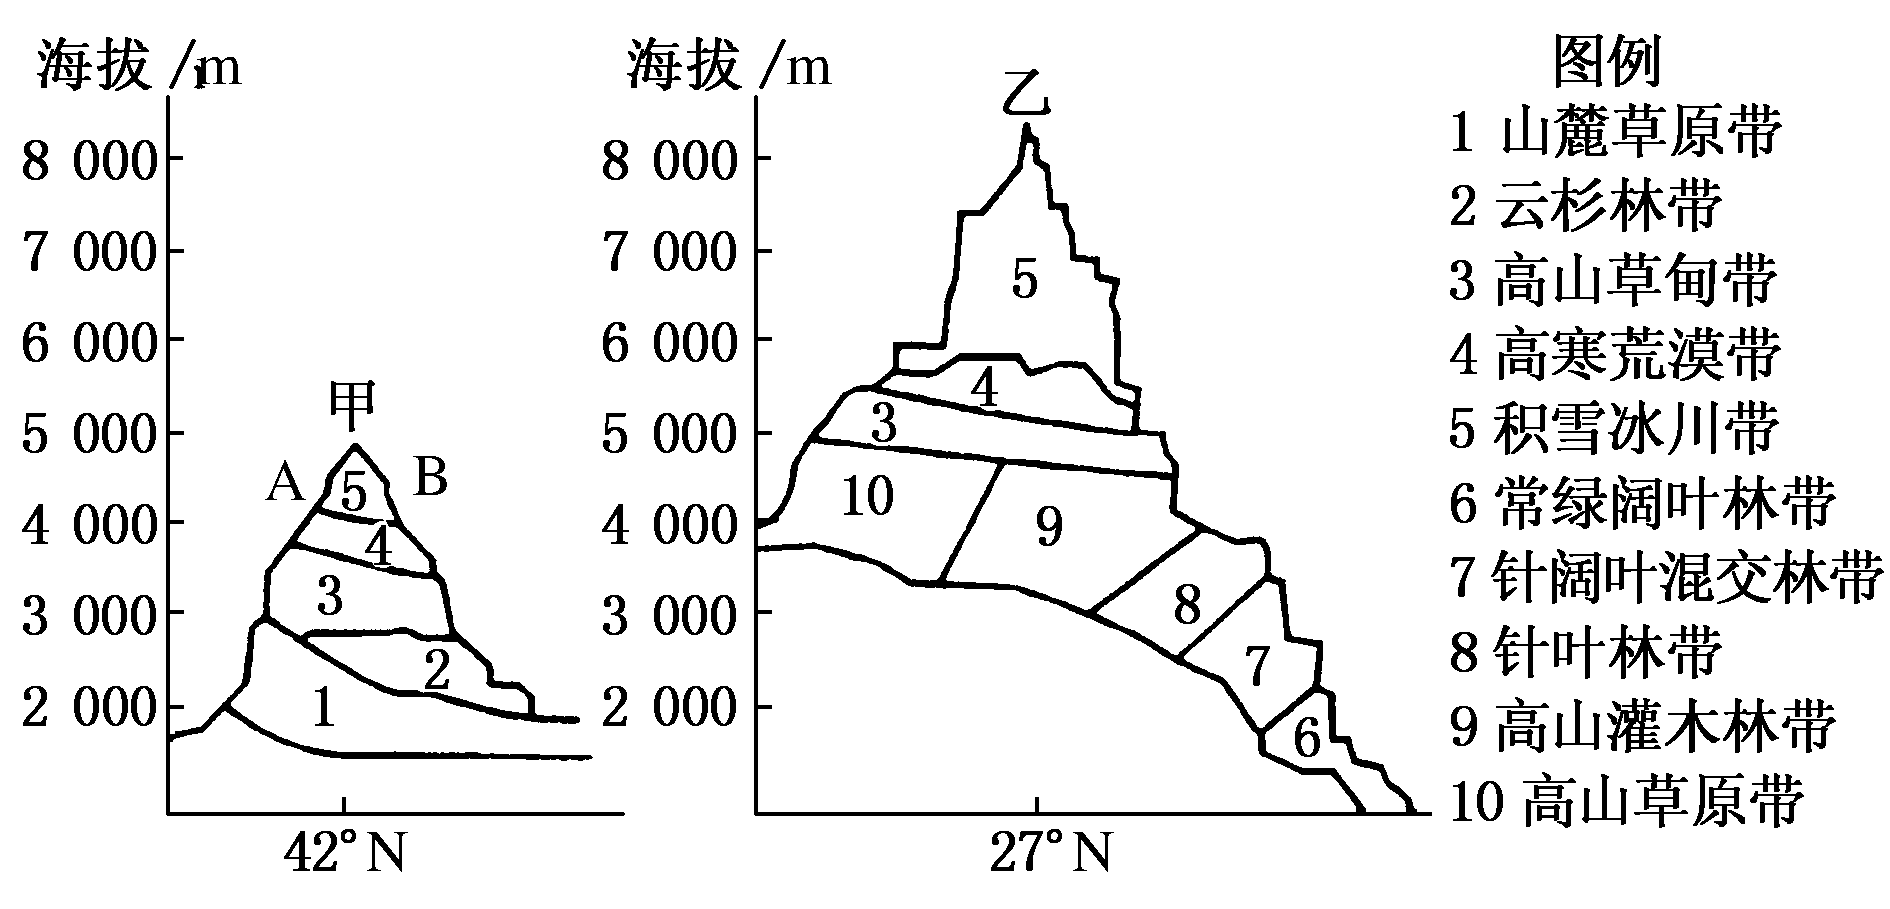 海拔/m
8 000
7 000
6 000
5 000
4 000
3 000
2 000
甲
A
B
5
4
3
2
1
42°N
海拔/m
8 000
7 000
6 000
5 000
4 000
3 000
2 000
乙
5
4
3
10
9
8
7
6
27°N
图例
1 山麓草原带
2 云杉林带
3 高山草甸带
4 高寒荒漠带
5 积雪冰川带
6 常绿阔叶林带
7 针阔叶混交林带
8 针叶林带
9 高山灌木林带
10 高山草原带